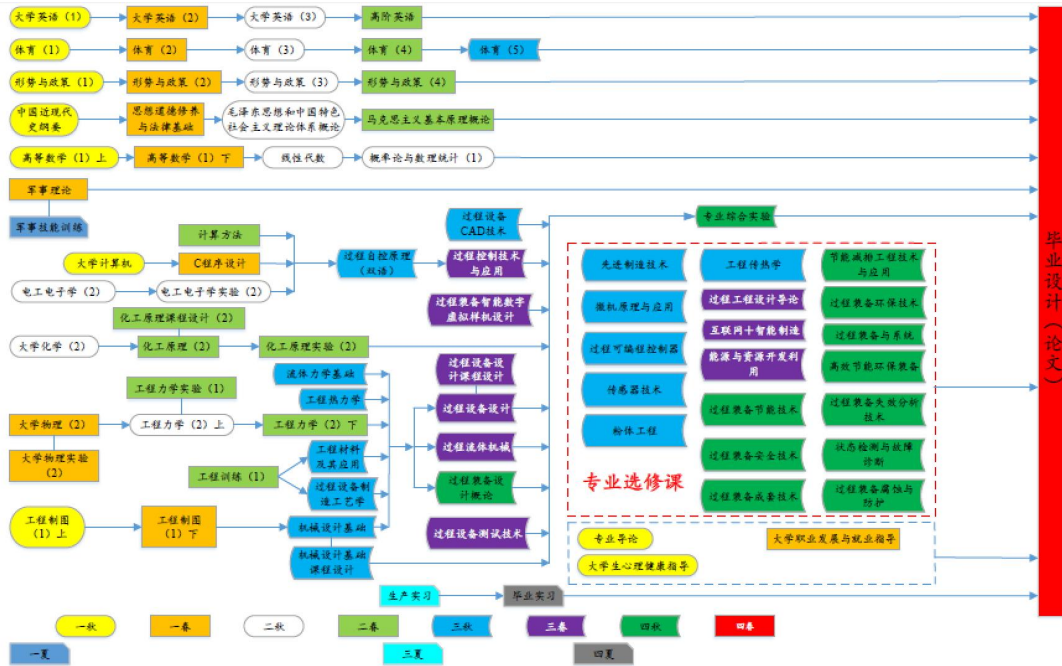 大学英语（1）
大学英语（2）
大学英语（3）
高阶英语
体育（1）
体育（2）
体育（3）
体育（4）
体育（5）
形势与政策（1）
形势与政策（2）
形势与政策（3）
形势与政策（4）
中国近现代
史纲要
思想道德修养
与法律基础
毛泽东思想和中国特色
社会主义理论体系概论
马克思主义基本原理概论
高等数学（1）上
高等数学（1）下
线性代数
概率论与数理统计（1）
军事理论
军事技能训练
计算方法
大学计算机
C程序设计
电工电子学（2）
电工电子学实验（2）
过程自控原理
（双语）
过程设备
CAD技术
过程控制技术
与应用
过程装备智能数字
虚拟样机设计
化工原理课程设计（2）
大学化学（2）
化工原理（2）
化工原理实验（2）
流体力学基础
工程热力学
工程力学实验（1）
大学物理（2）
工程力学（2）上
工程力学（2）下
大学物理实验
（2）
工程训练（1）
工程材料
及其应用
过程设备制
造工艺学
工程制图
（1）上
工程制图
（1）下
机械设计基础
机械设计基础
课程设计
过程设备设
计课程设计
过程设备设计
过程流体机械
过程装备设
计概论
过程设备测试技术
专业综合实验
先进制造技术
微机原理与应用
过程可编程控制器
传感器技术
粉体工程
工程传热学
过程工程设计导论
互联网＋智能制造
能源与资源开发利
用
过程装备节能技术
过程装备安全技术
过程装备成套技术
节能减排工程技术
与应用
过程装备环保技术
过程装备与系统
高效节能环保装备
过程装备失效分析
技术
状态检测与故障
诊断
过程装备腐蚀与
防护
专业选修课
专业导论
大学职业发展与就业指导
大学生心理健康指导
生产实习
毕业实习
毕业设计（论文）
一秋
一春
二秋
二春
三秋
三春
四秋
四春
一夏
三夏
四夏